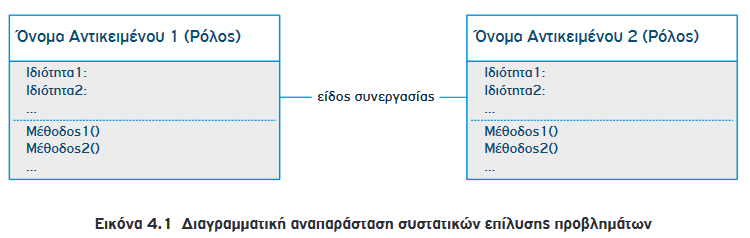 Όνομα Αντικειμένου 1 (Ρόλος)
Ιδιότητα1:
Ιδιότητα2:
...
Μέθοδος1()
Μέθοδος2()
...
είδος συνεργασίας
Όνομα Αντικειμένου 2 (Ρόλος)
Ιδιότητα1:
Ιδιότητα2:
...
Μέθοδος1()
Μέθοδος2()
...
Εικόνα 4.1 Διαγραμματική αναπαράσταση συστατικών επίλυσης προβλημάτων